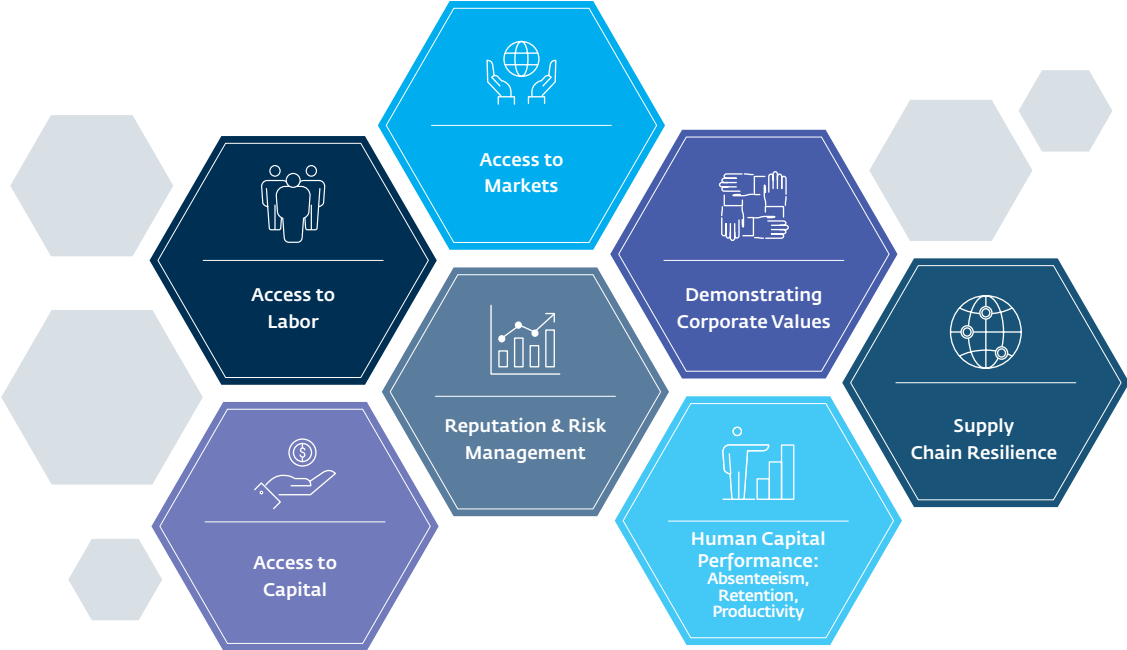 Access to
Markets
Access to
Labor
Demonstrating
Corporate Values
Reputation & Risk
Management
Supply
Chain Resilience
Access to
Capital
Human Capital
Performance:
Absenteeism,
Retention,
Productivity